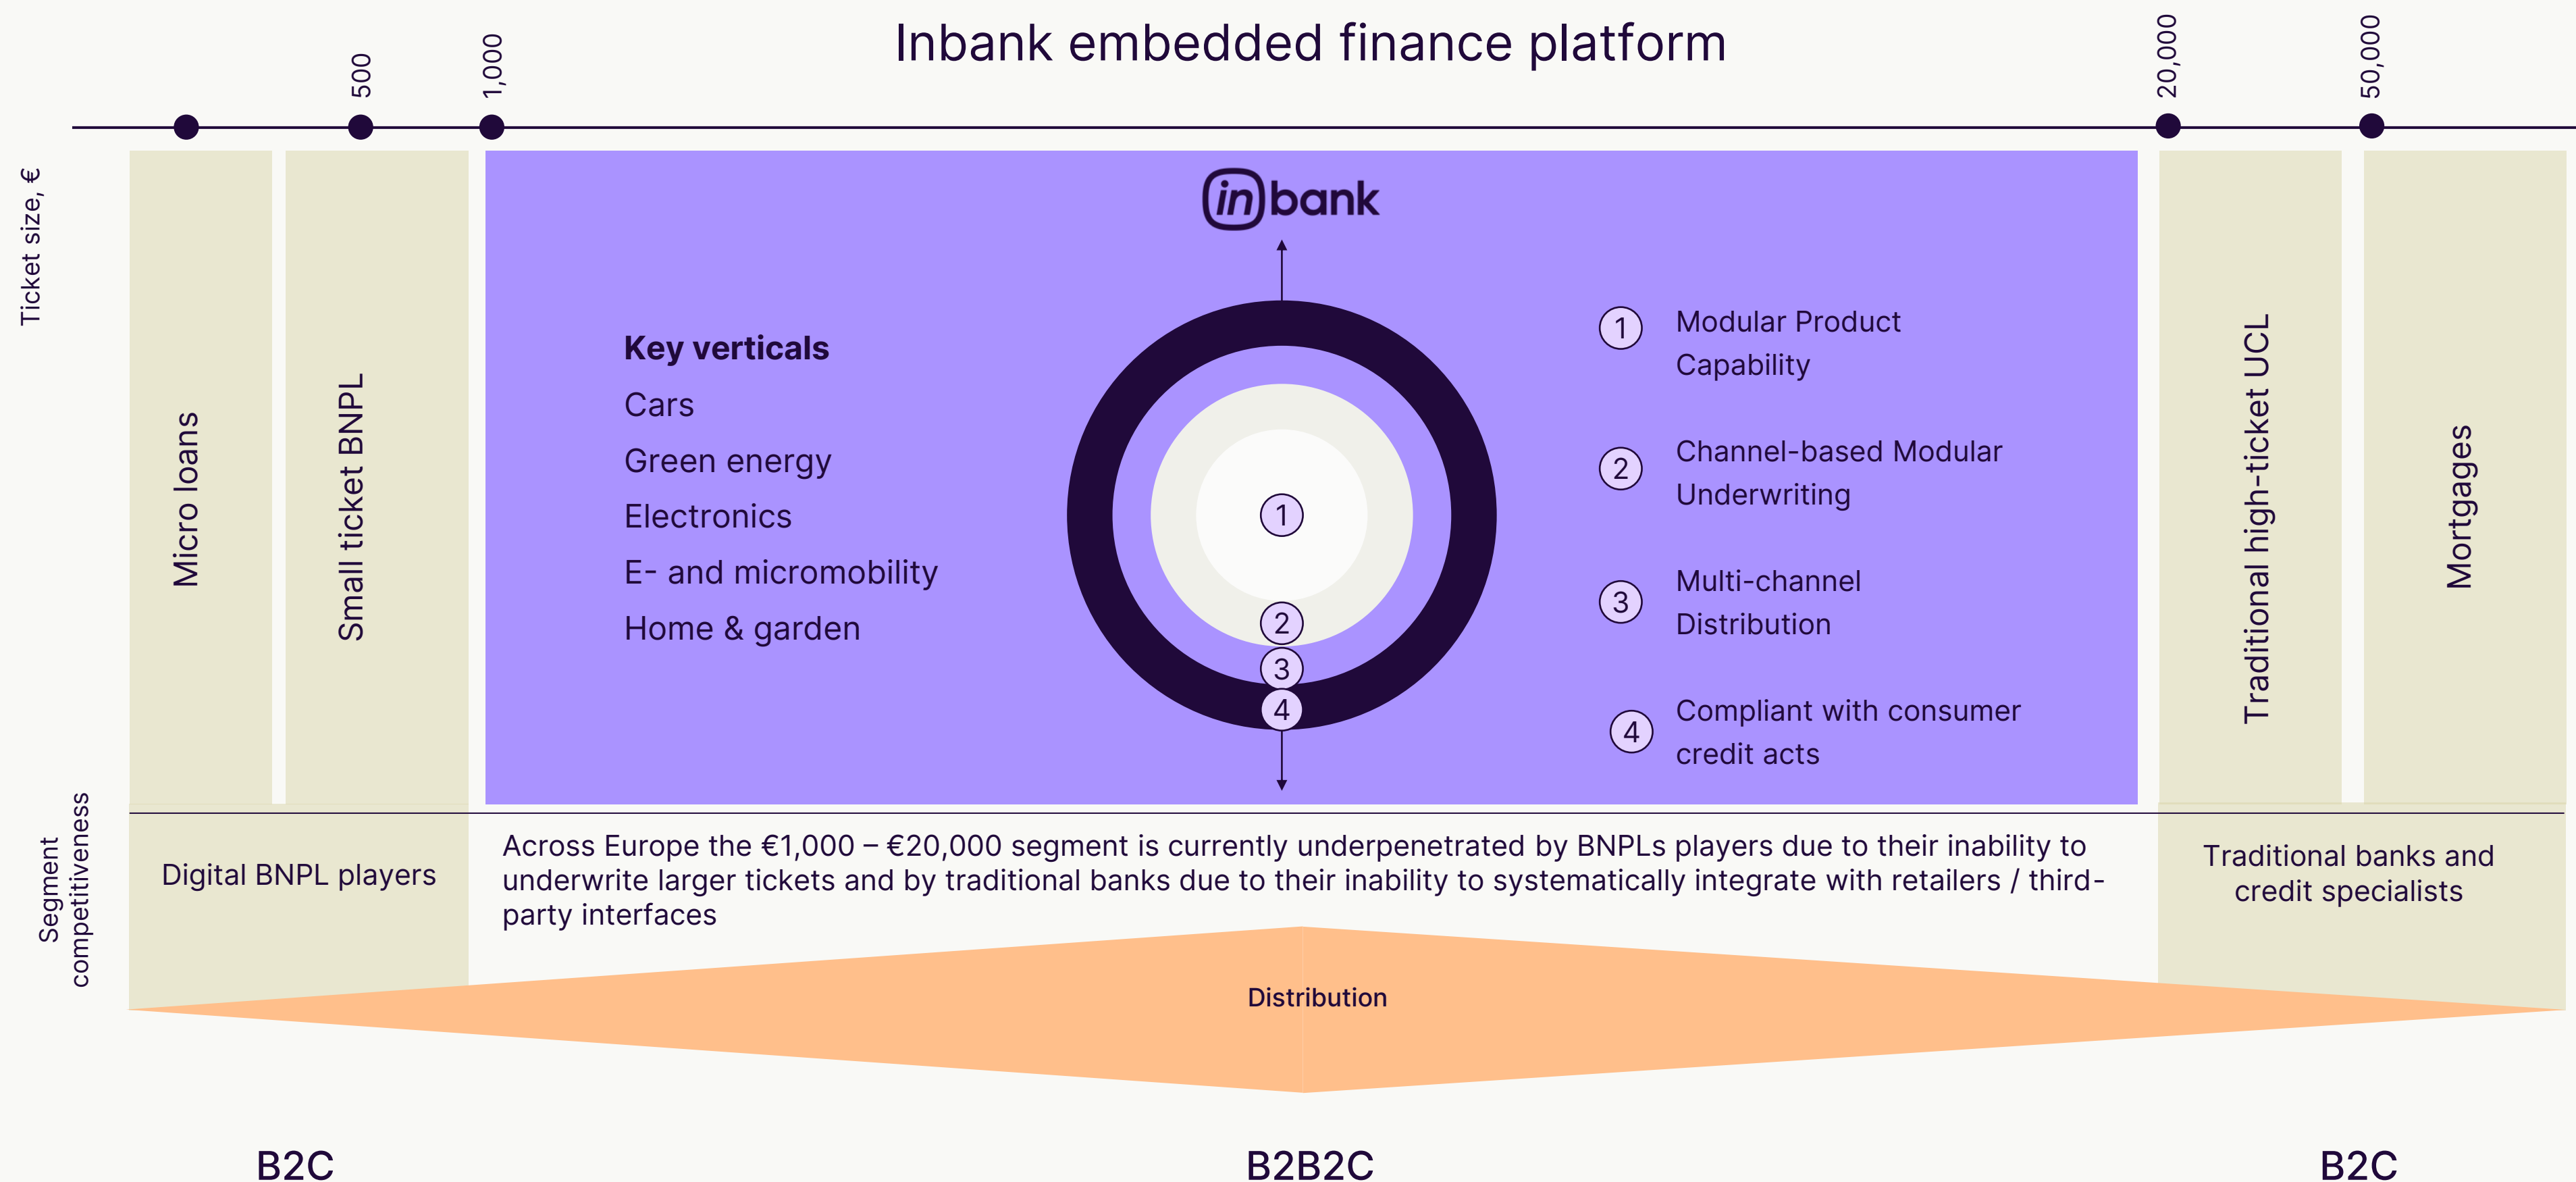 Inbank embedded finance platform
500
1,000
20,000
50,000
Ticket size, €
Micro loans
Small ticket BNPL
inbank
Key verticals
Cars
Green energy
Electronics
E- and micromobility
Home & garden
1
2
3
4
1
Modular Product
Capability
2
Channel-based Modular
Underwriting
3
Multi-channel
Distribution
4
Compliant with consumer
credit acts
Traditional high-ticket UCL
Mortgages
Segment
competitiveness
Digital BNPL players
Across Europe the €1,000 – €20,000 segment is currently underpenetrated by BNPLs players due to their inability to
underwrite larger tickets and by traditional banks due to their inability to systematically integrate with retailers / third-
party interfaces
Traditional banks and
credit specialists
Distribution
B2C
B2B2C
B2C